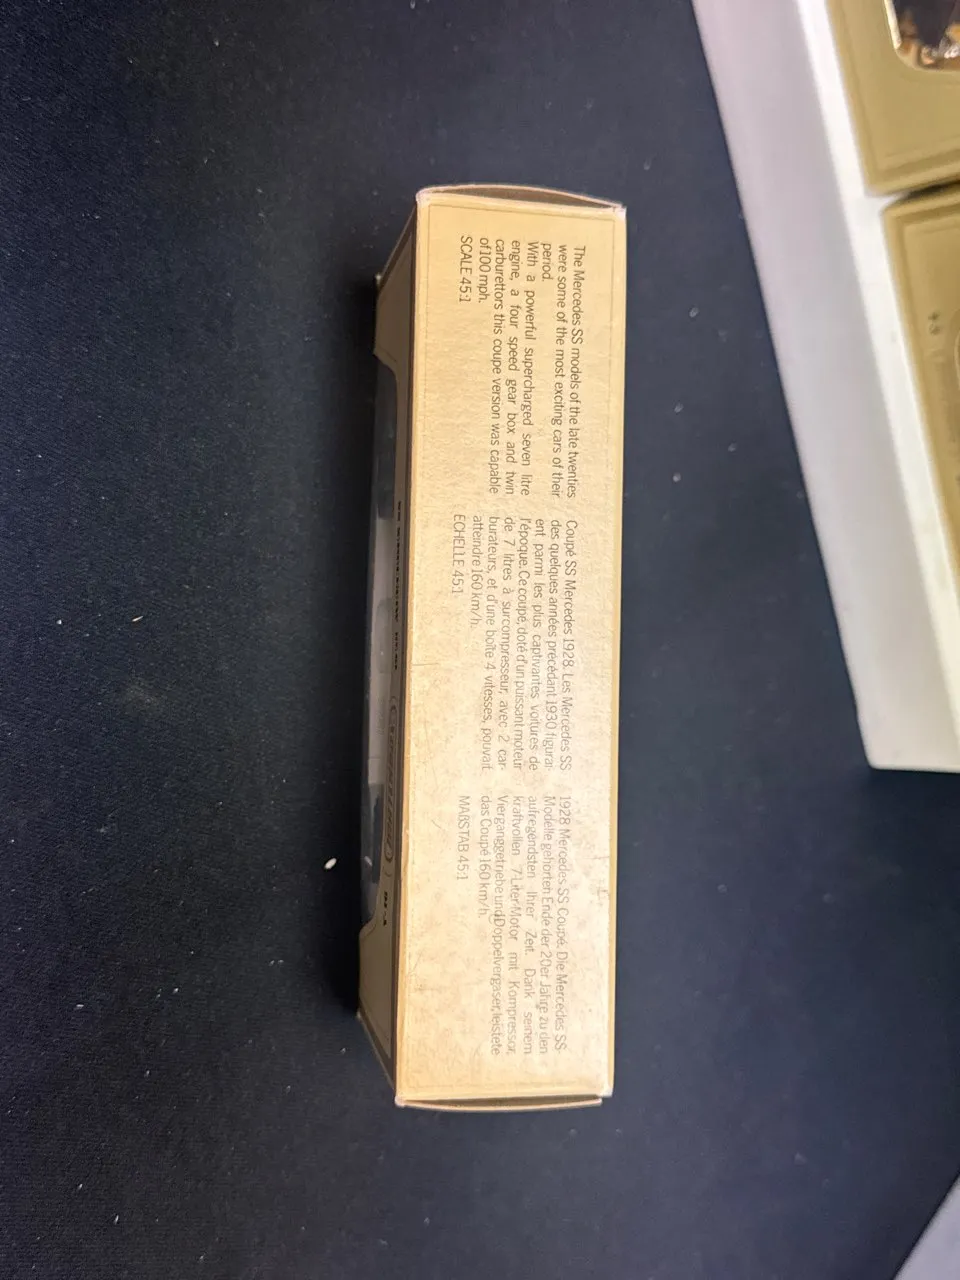 The Mercedes SS models of the late twenties
were some of the most exciting cars of their
period.
With a powerful supercharged seven litre
engine, a four speed gear box and twin
carburettors this coupe version was capable
of 100 mph.
SCALE 45:1
Coupé SS Mercedes 1928. Les Mercedes SS
des quelques années précédant 1930 figurai-
ent parmi les plus captivantes voitures de
l'époque. Ce coupé, doté d'un puissant moteur
de 7 litres à surcompresseur, avec 2 car-
burateurs, et d'une boîte 4 vitesses, pouvait
atteindre 160 km/h.
ECHELLE 45:1
1928 Mercedes SS Coupé. Die Mercedes SS-
Modelle gehörten Ende der 20er Jahre zu den
aufregendsten Ihrer Zeit. Dank seinem
kraftvollen 7-Liter-Motor mit Kompressor,
Vierganggetriebe und Doppelvergaser, leistete
das Coupé 160 km/h.
MAßSTAB 45:1